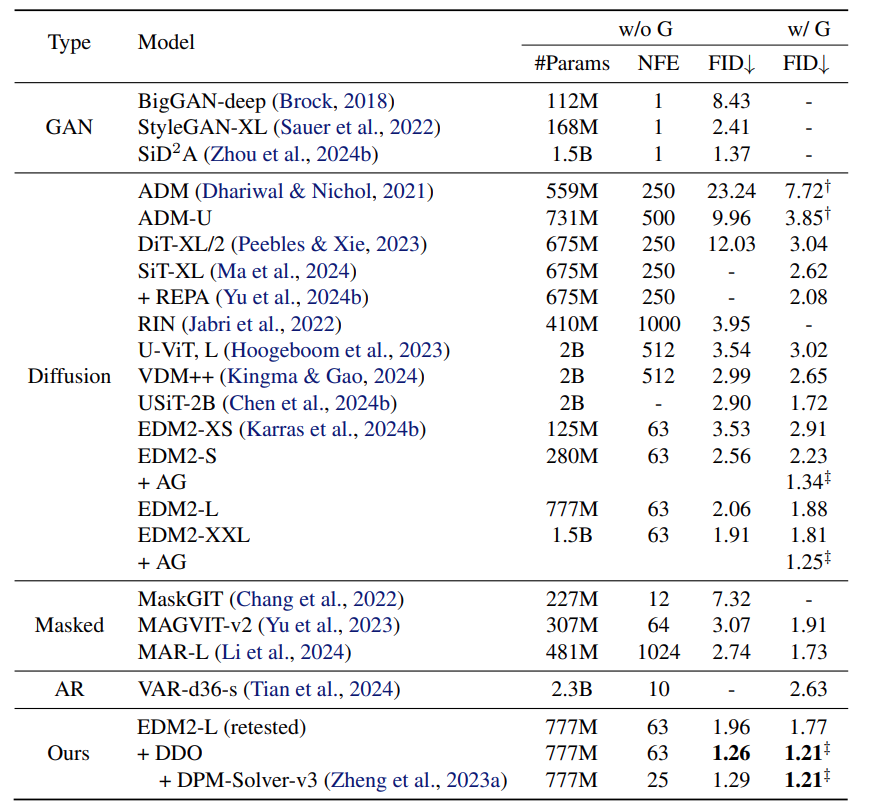 Type Model w/o G w/ G
#Params NFE FID↓ FID↓
GAN
BigGAN-deep (Brock, 2018) 112M 1 8.43 -
StyleGAN-XL (Sauer et al., 2022) 168M 1 2.41 -
SiD²A (Zhou et al., 2024b) 1.5B 1 1.37 -
Diffusion
ADM (Dhariwal & Nichol, 2021) 559M 250 23.24 7.72†
ADM-U 731M 500 9.96 3.85†
DiT-XL/2 (Peebles & Xie, 2023) 675M 250 12.03 3.04
SiT-XL (Ma et al., 2024) 675M 250 - 2.62
+ REPA (Yu et al., 2024b) 675M 250 - 2.08
RIN (Jabri et al., 2022) 410M 1000 3.95 -
U-ViT, L (Hoogeboom et al., 2023) 2B 512 3.54 3.02
VDM++ (Kingma & Gao, 2024) 2B 512 2.99 2.65
USiT-2B (Chen et al., 2024b) 2B - 2.90 1.72
EDM2-XS (Karras et al., 2024b) 125M 63 3.53 2.91
EDM2-S 280M 63 2.56 2.23
+ AG 1.34‡
EDM2-L 777M 63 2.06 1.88
EDM2-XXL 1.5B 63 1.91 1.81
+ AG 1.25‡
Masked
MaskGIT (Chang et al., 2022) 227M 12 7.32 -
MAGVIT-v2 (Yu et al., 2023) 307M 64 3.07 1.91
MAR-L (Li et al., 2024) 481M 1024 2.74 1.73
AR VAR-d36-s (Tian et al., 2024) 2.3B 10 - 2.63
Ours
EDM2-L (retested) 777M 63 1.96 1.77
+ DDO 777M 63 1.26 1.21‡
+ DPM-Solver-v3 (Zheng et al., 2023a) 777M 25 1.29 1.21‡